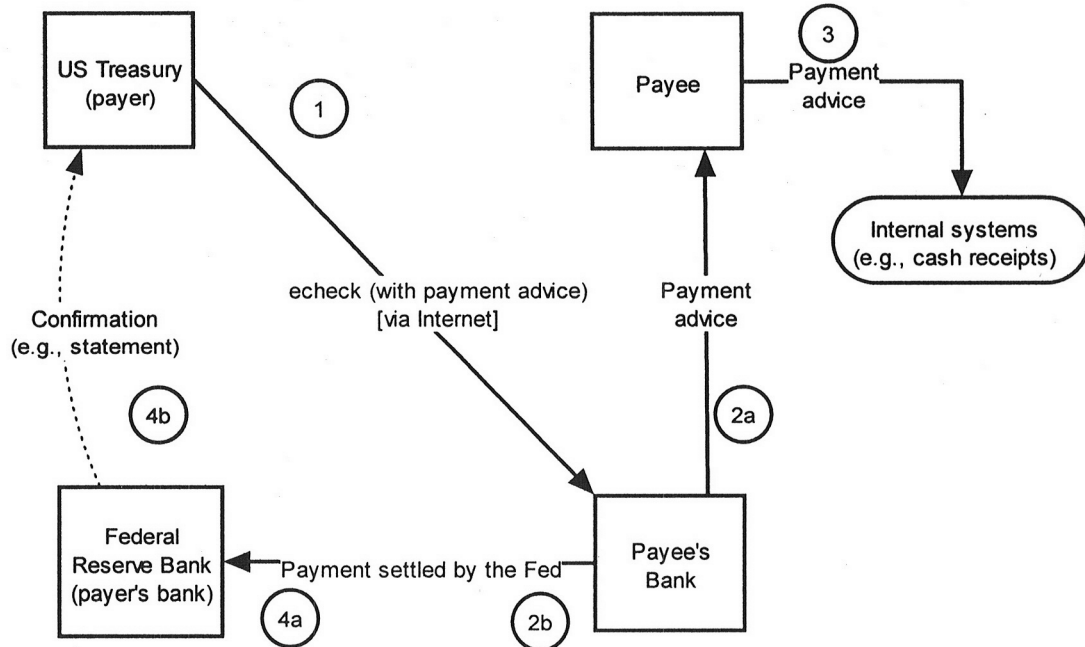 US Treasury
(payer)
1
Payee
3
Payment
advice
Internal systems
(e.g., cash receipts)
echeck (with payment advice)
[via Internet]
Payment
advice
Confirmation
(e.g., statement)
4b
2a
Federal
Reserve Bank
(payer's bank)
Payment settled by the Fed
4a
2b
Payee's
Bank